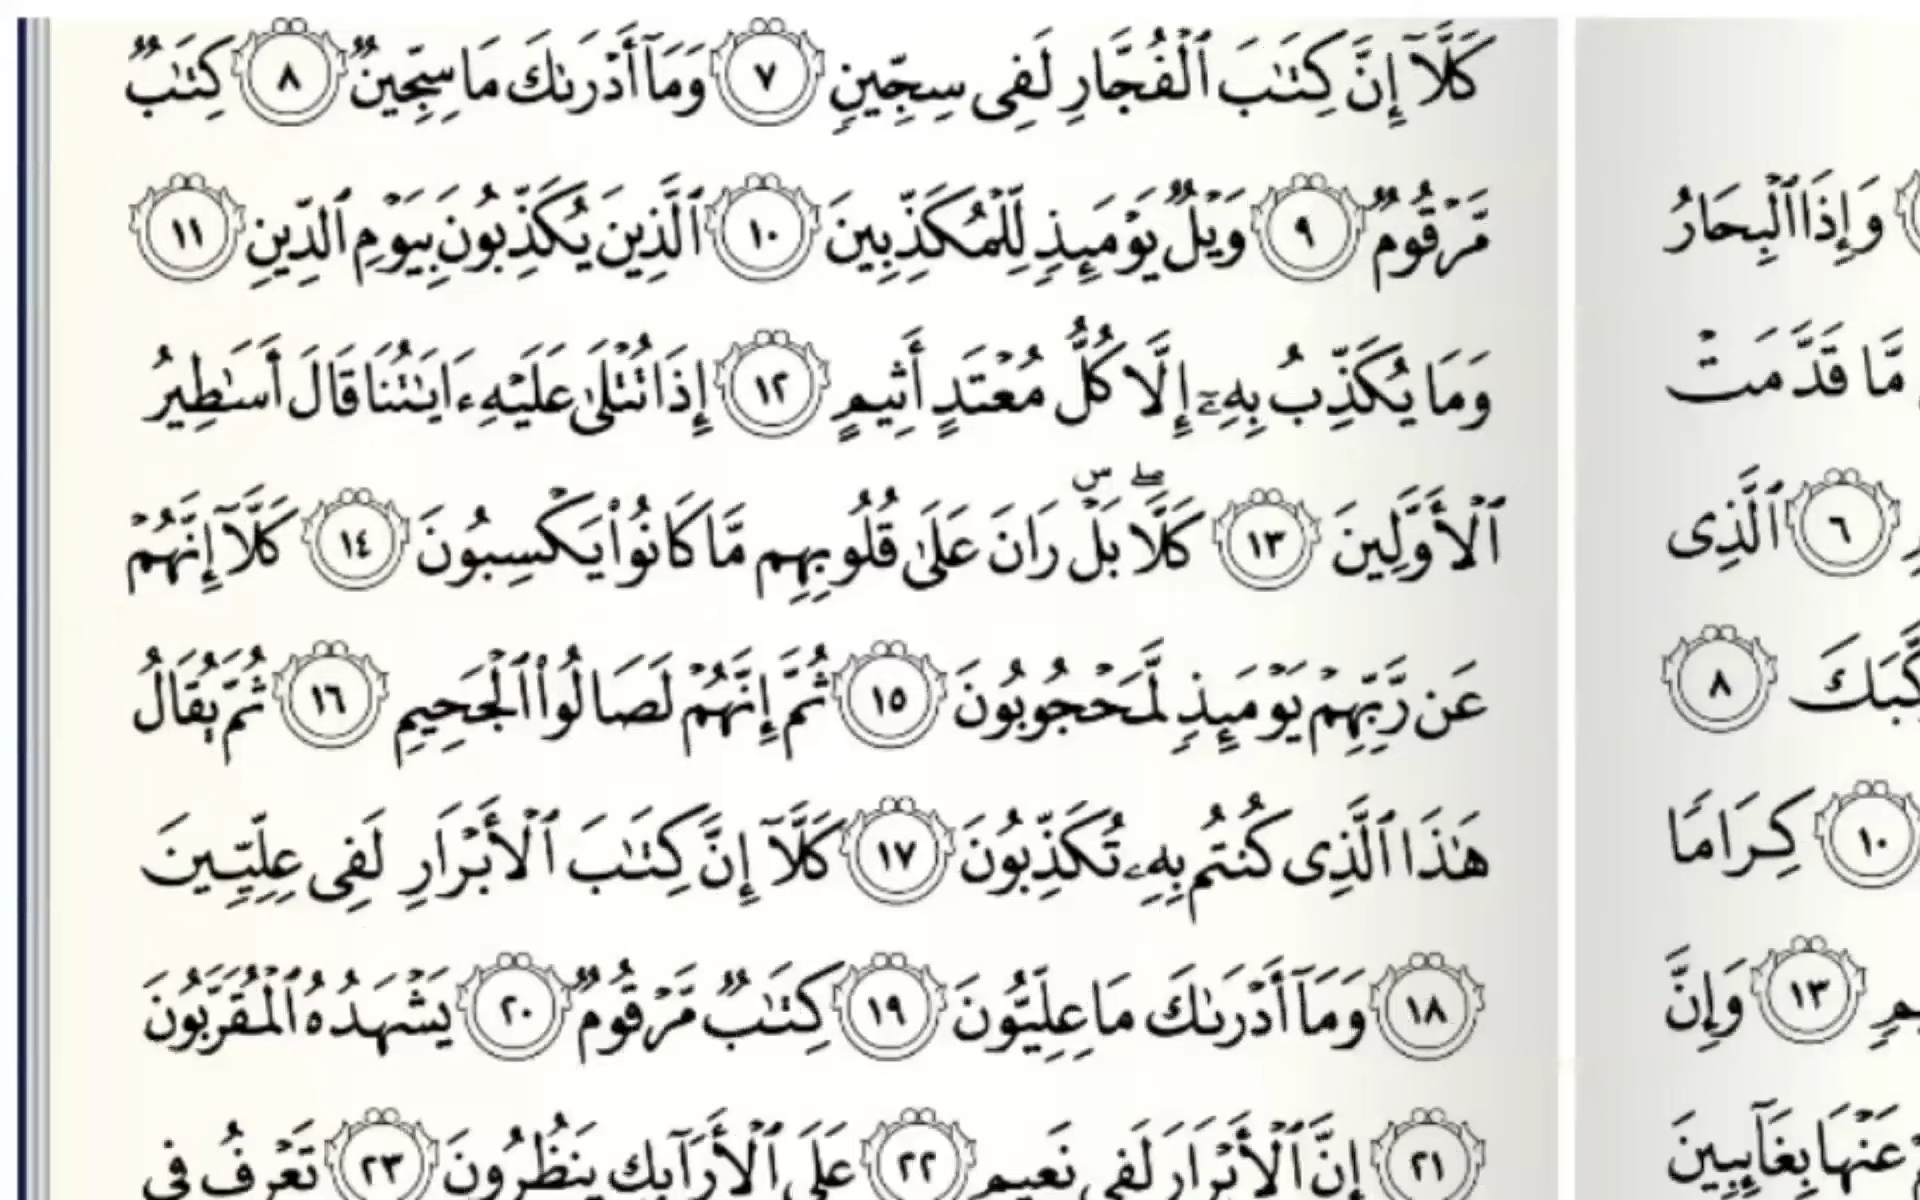 وَإِذَا ٱلْبِحَارُ
مَّا قَدَّمَتْ
٦ ٱلَّذِى
٨
١٠ كِرَامًا
١٣ وَإِنَّ
عَنْهَا بِغَآئِبِينَ
كَلَّآ إِنَّ كِتَٰبَ ٱلْفُجَّارِ لَفِى سِجِّينٍ ٧ وَمَآ أَدْرَىٰكَ مَا سِجِّينٌ ٨ كِتَٰبٌ
مَّرْقُومٌ ٩ وَيْلٌ يَوْمَئِذٍ لِّلْمُكَذِّبِينَ ١٠ ٱلَّذِينَ يُكَذِّبُونَ بِيَوْمِ ٱلدِّينِ ١١
وَمَا يُكَذِّبُ بِهِۦٓ إِلَّا كُلُّ مُعْتَدٍ أَثِيمٍ ١٢ إِذَا تُتْلَىٰ عَلَيْهِ ءَايَٰتُنَا قَالَ أَسَٰطِيرُ
ٱلْأَوَّلِينَ ١٣ كَلَّا ۖ بَلْ ۜ رَانَ عَلَىٰ قُلُوبِهِم مَّا كَانُوا۟ يَكْسِبُونَ ١٤ كَلَّآ إِنَّهُمْ
عَن رَّبِّهِمْ يَوْمَئِذٍ لَّمَحْجُوبُونَ ١٥ ثُمَّ إِنَّهُمْ لَصَالُوا۟ ٱلْجَحِيمِ ١٦ ثُمَّ يُقَالُ
هَٰذَا ٱلَّذِى كُنتُم بِهِۦ تُكَذِّبُونَ ١٧ كَلَّآ إِنَّ كِتَٰبَ ٱلْأَبْرَارِ لَفِى عِلِّيِّينَ
١٨ وَمَآ أَدْرَىٰكَ مَا عِلِّيُّونَ ١٩ كِتَٰبٌ مَّرْقُومٌ ٢٠ يَشْهَدُهُ ٱلْمُقَرَّبُونَ
٢١ إِنَّ ٱلْأَبْرَارَ لَفِى نَعِيمٍ ٢٢ عَلَى ٱلْأَرَآئِكِ يَنظُرُونَ ٢٣ تَعْرِفُ فِى